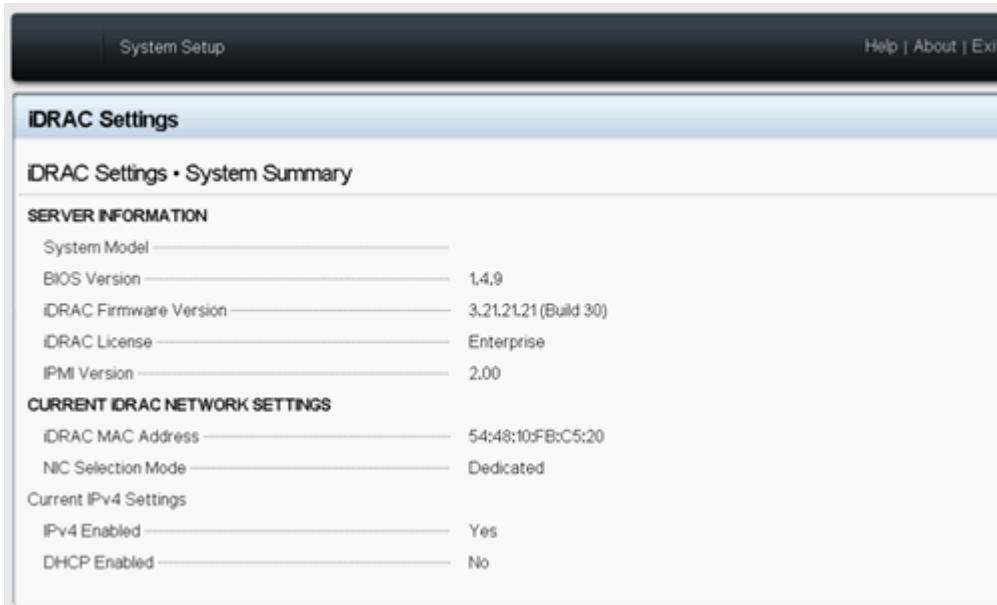 System Setup
Help | About | Exi
iDRAC Settings
iDRAC Settings • System Summary
SERVER INFORMATION
System Model
BIOS Version 1.4.9
iDRAC Firmware Version 3.21.21.21 (Build 30)
iDRAC License Enterprise
IPMI Version 2.00
CURRENT iDRAC NETWORK SETTINGS
iDRAC MAC Address 54:48:10:FB:C5:20
NIC Selection Mode Dedicated
Current IPv4 Settings
IPv4 Enabled Yes
DHCP Enabled No